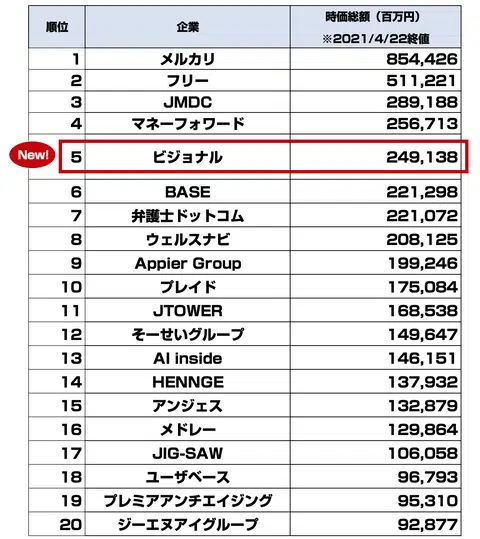 順位 企業 時価総額（百万円）
※2021/4/22終値
1 メルカリ 854,426
2 フリー 511,221
3 JMDC 289,188
4 マネーフォワード 256,713
New! 5 ビジョナル 249,138
6 BASE 221,298
7 弁護士ドットコム 221,072
8 ウェルスナビ 208,125
9 Appier Group 199,246
10 プレイド 175,084
11 JTOWER 168,538
12 そーせいグループ 149,647
13 AI inside 146,151
14 HENNGE 137,932
15 アンジェス 132,879
16 メドレー 129,864
17 JIG-SAW 106,058
18 ユーザベース 96,793
19 プレミアアンチエイジング 95,310
20 ジーエヌアイグループ 92,877